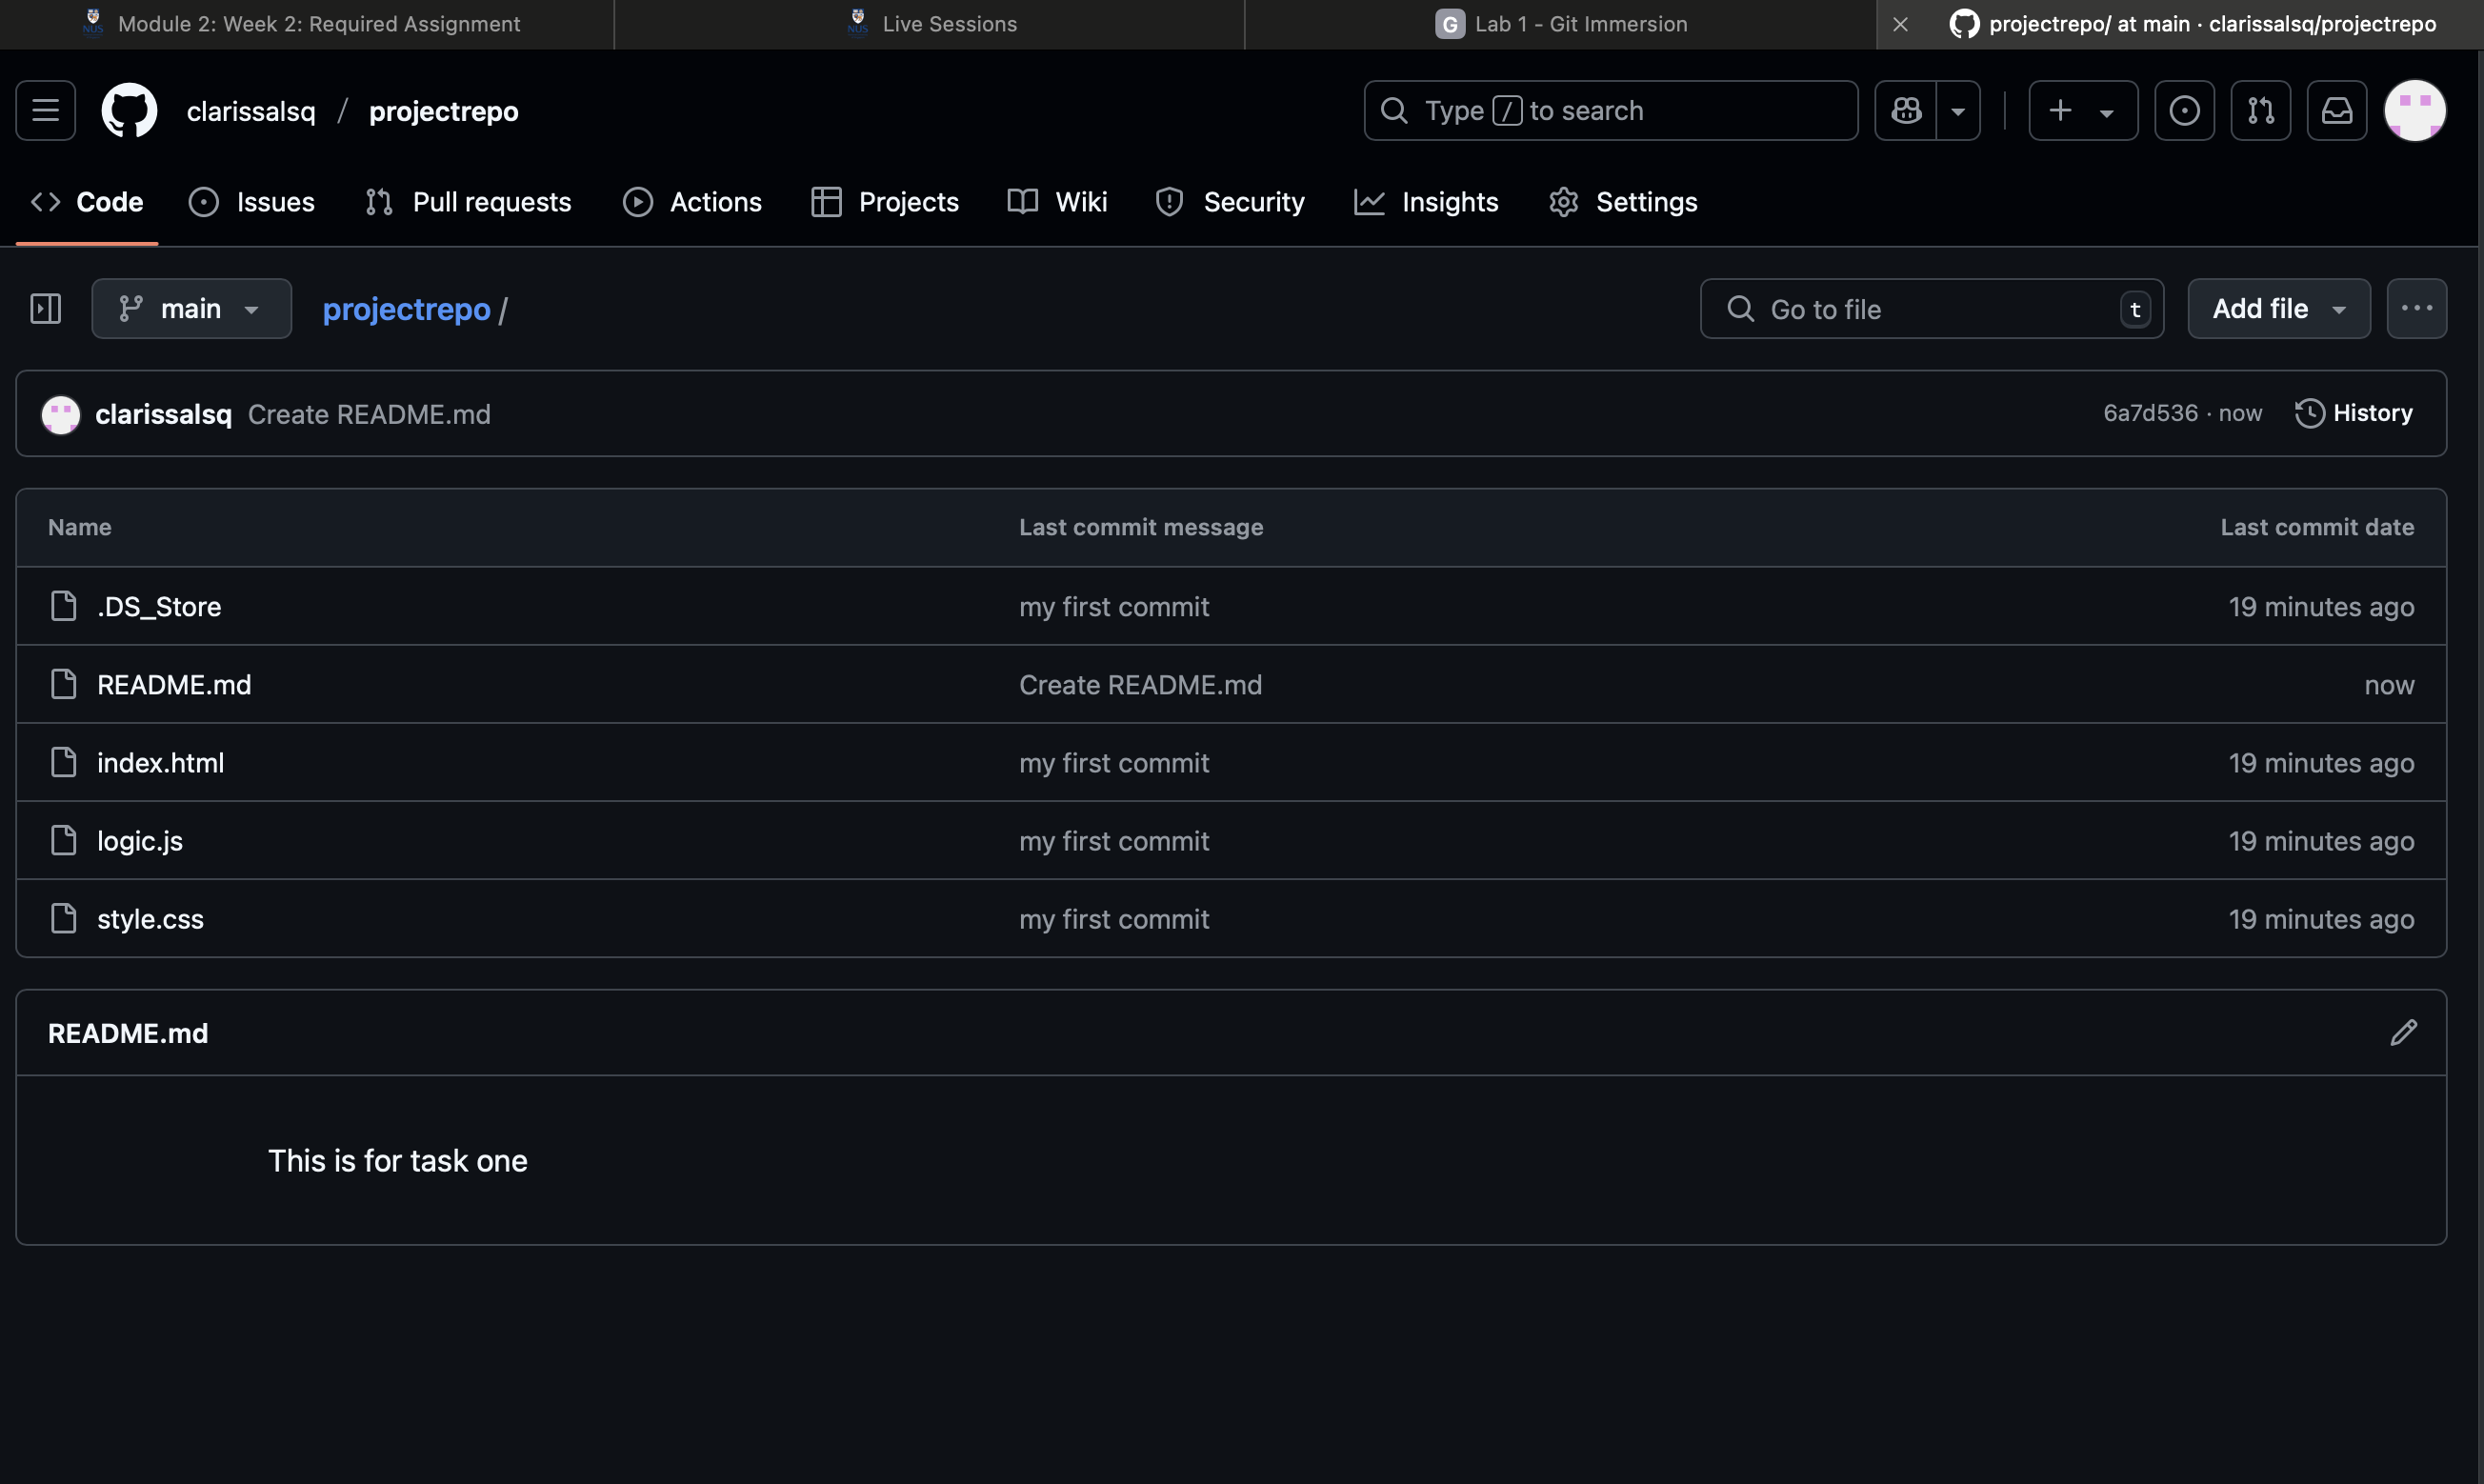 Module 2: Week 2: Required Assignment
Live Sessions
G Lab 1 - Git Immersion
projectrepo/ at main · clarissalsq/projectrepo
clarissalsq / projectrepo
Type / to search
Code Issues Pull requests Actions Projects Wiki Security Insights Settings
main projectrepo /
Go to file t
Add file
clarissalsq Create README.md
6a7d536 · now History
Name Last commit message Last commit date
.DS_Store my first commit 19 minutes ago
README.md Create README.md now
index.html my first commit 19 minutes ago
logic.js my first commit 19 minutes ago
style.css my first commit 19 minutes ago
README.md
This is for task one